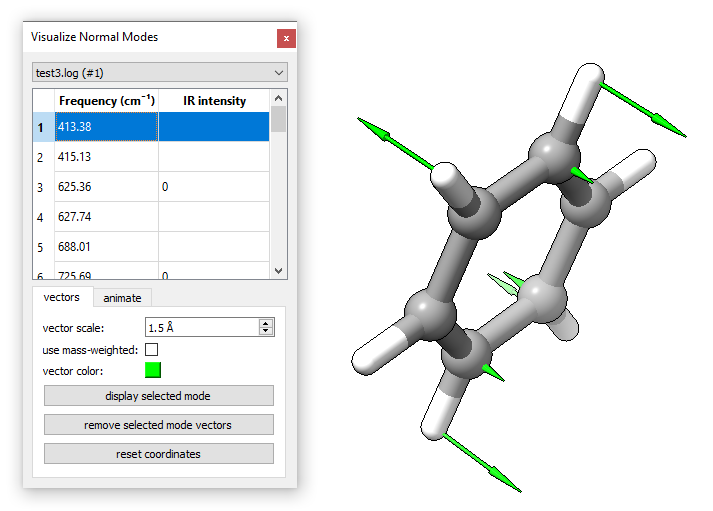 Visualize Normal Modes
x
test3.log (#1)
Frequency (cm⁻¹) IR intensity
1 413.38
2 415.13
3 625.36 0
4 627.74
5 688.01
6 725.69 0
vectors animate
vector scale: 1.5 Å
use mass-weighted:
vector color:
display selected mode
remove selected mode vectors
reset coordinates